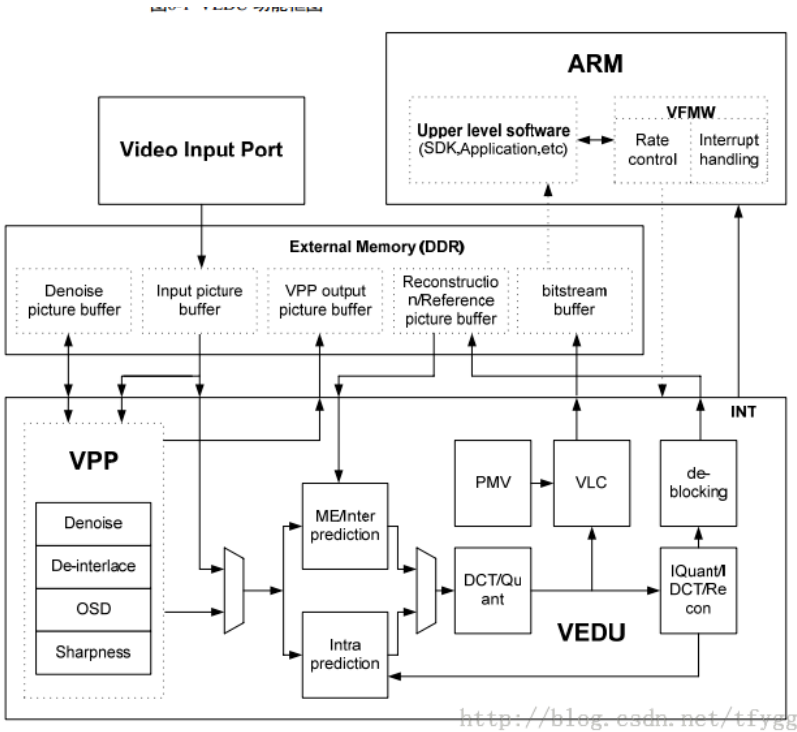 ARM
Video Input Port
Upper level software
(SDK,Application,etc)
VFMW
Rate
control
Interrupt
handling
External Memory (DDR)
Denoise
picture buffer
Input picture
buffer
VPP output
picture buffer
Reconstructio
n/Reference
picture buffer
bitstream
buffer
INT
VPP
Denoise
De-interlace
OSD
Sharpness
ME/Inter
prediction
Intra
prediction
DCT/Qu
ant
PMV
VLC
de-
blocking
IQuant/I
DCT/Re
con
VEDU
http://blog.csdn.net/tfygg